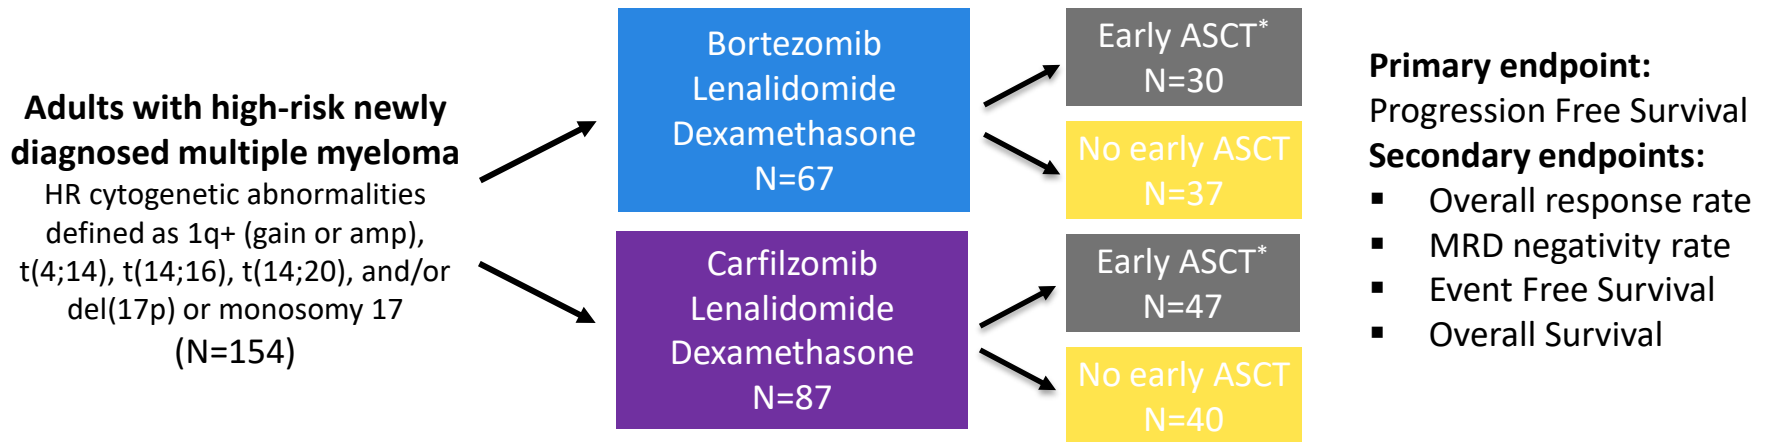 Adults with high-risk newly
diagnosed multiple myeloma
HR cytogenetic abnormalities
defined as 1q+ (gain or amp),
t(4;14), t(14;16), t(14;20), and/or
del(17p) or monosomy 17
(N=154)
Bortezomib
Lenalidomide
Dexamethasone
N=67
Carfilzomib
Lenalidomide
Dexamethasone
N=87
Early ASCT*
N=30
No early ASCT
N=37
Early ASCT*
N=47
No early ASCT
N=40
Primary endpoint:
Progression Free Survival
Secondary endpoints:
▪ Overall response rate
▪ MRD negativity rate
▪ Event Free Survival
▪ Overall Survival